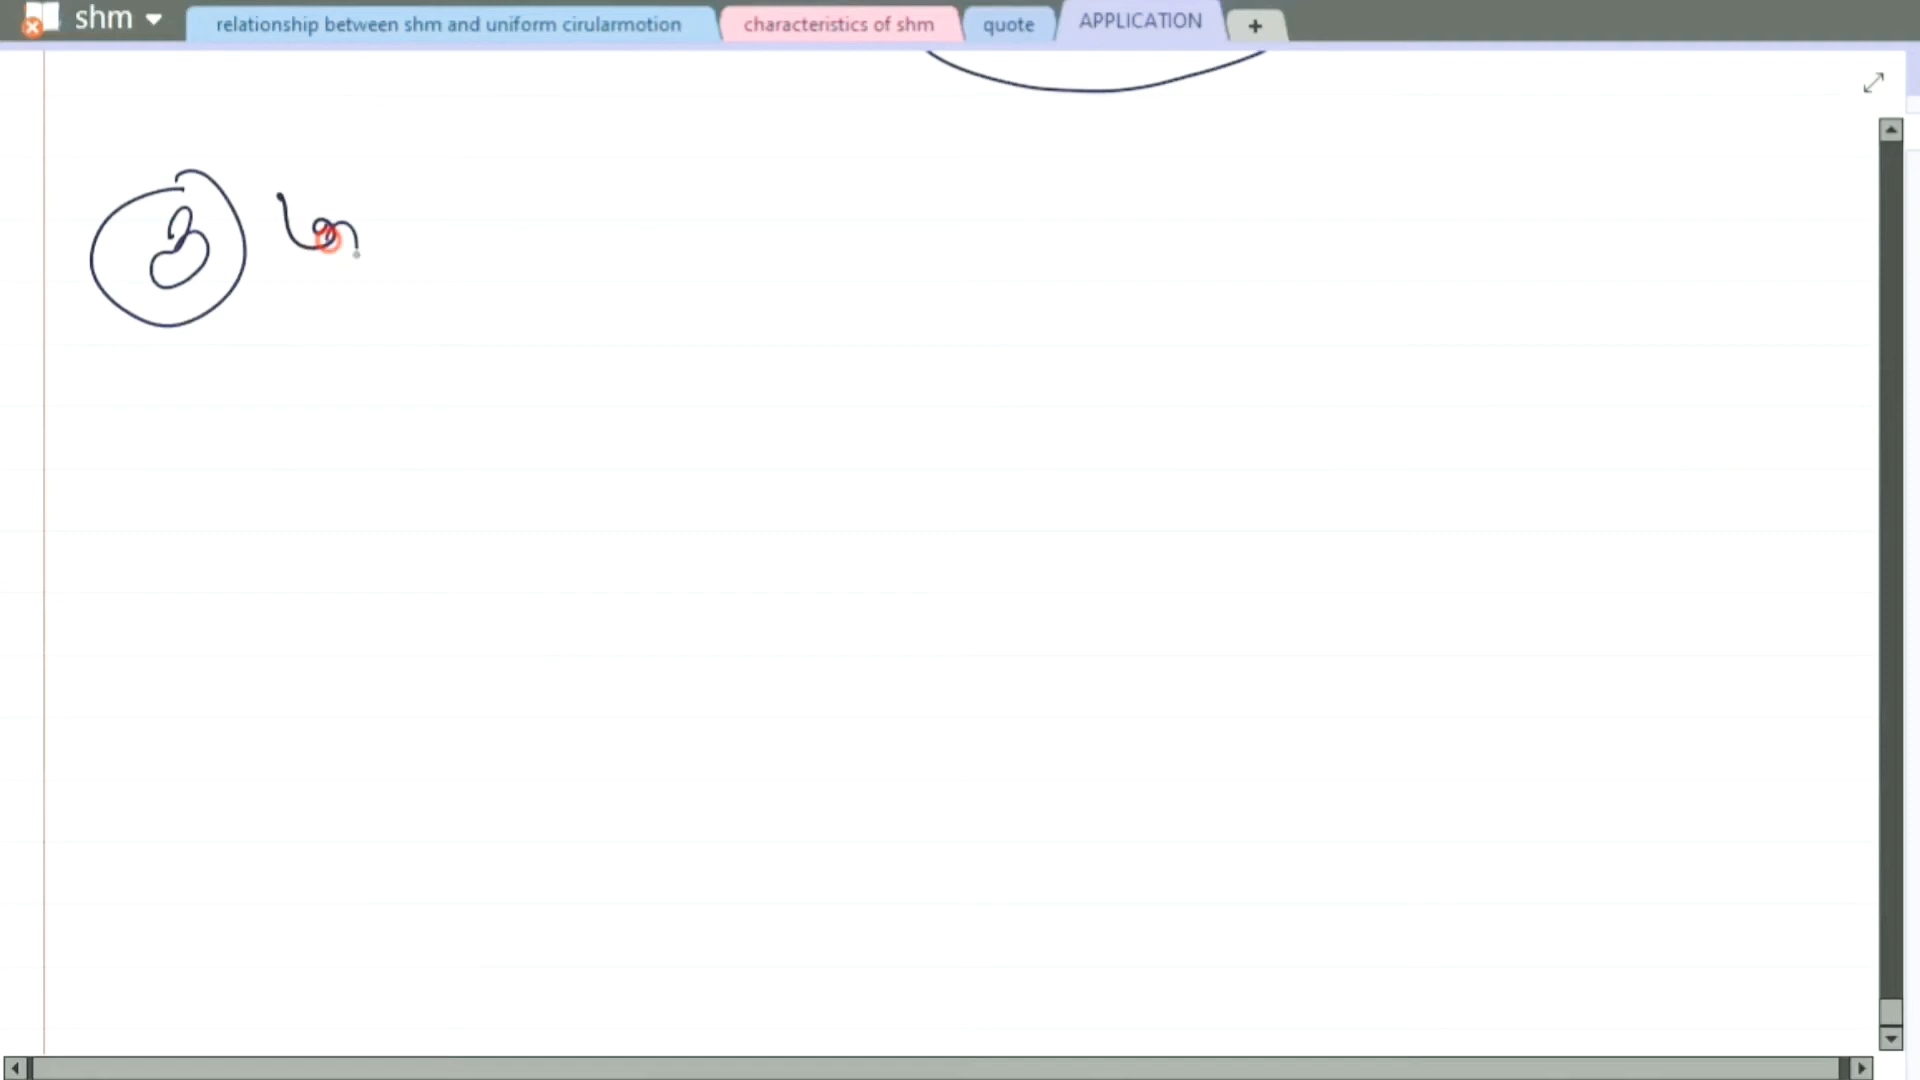 shm
relationship between shm and uniform cirularmotion
characteristics of shm
quote
APPLICATION
+
3